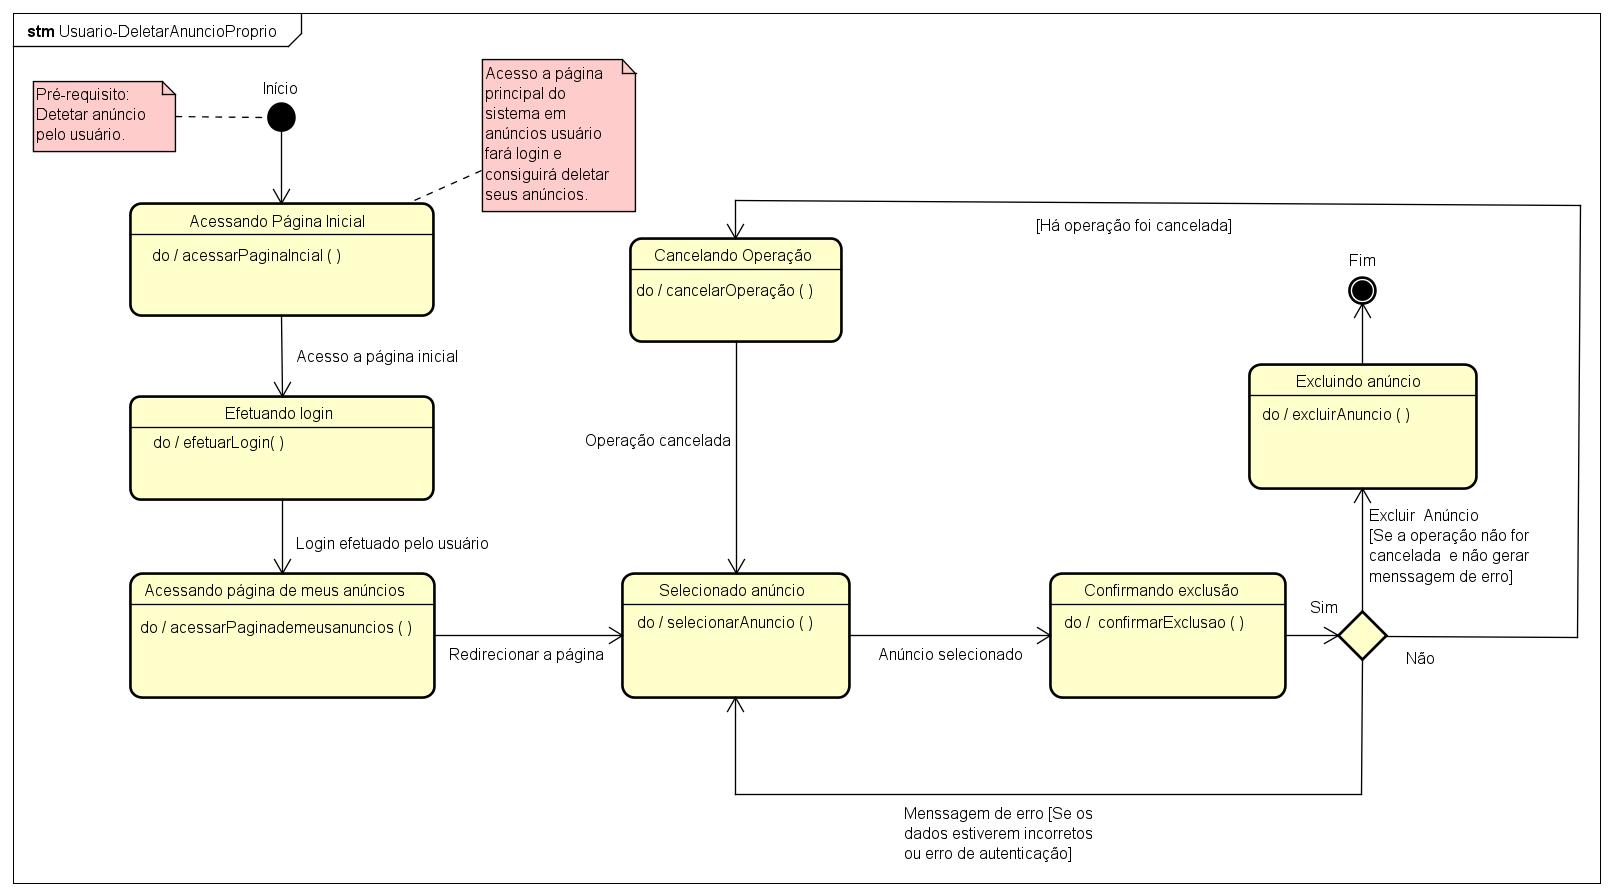 stm Usuario-DeletarAnuncioProprio
Pré-requisito:
Detetar anúncio
pelo usuário.
Início
Acesso a página
principal do
sistema em
anúncios usuário
fará login e
consiguirá deletar
seus anúncios.
Acessando Página Inicial
do / acessarPaginaIncial ( )
Acesso a página inicial
Efetuando login
do / efetuarLogin( )
Login efetuado pelo usuário
Acessando página de meus anúncios
do / acessarPaginademeusanuncios ( )
Redirecionar a página
Cancelando Operação
do / cancelarOperação ( )
Operação cancelada
Selecionado anúncio
do / selecionarAnuncio ( )
Anúncio selecionado
Confirmando exclusão
do /  confirmarExclusao ( )
[Há operação foi cancelada]
Fim
Excluindo anúncio
do / excluirAnuncio ( )
Excluir  Anúncio
[Se a operação não for
cancelada  e não gerar
menssagem de erro]
Sim
Não
Menssagem de erro [Se os
dados estiverem incorretos
ou erro de autenticação]